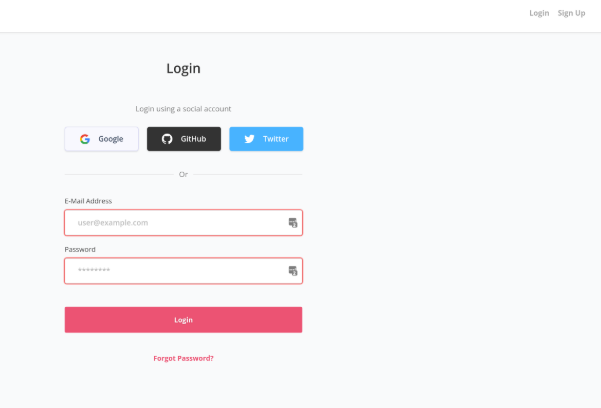 Login Sign Up
Login
Login using a social account
Google GitHub Twitter
Or
E-Mail Address
user@example.com
Password
********
Login
Forgot Password?